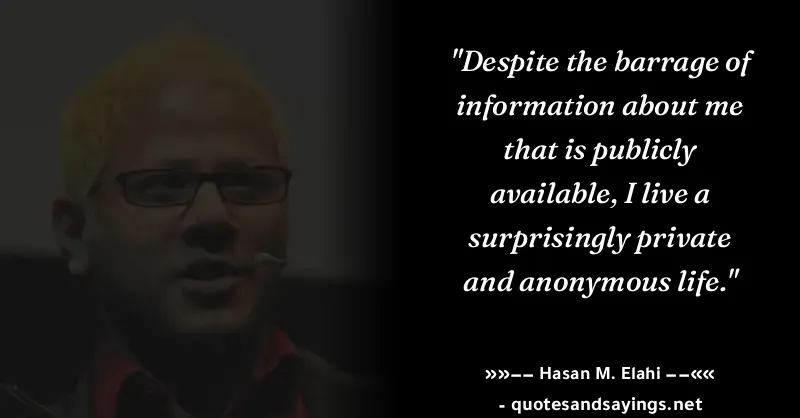 "Despite the barrage of
information about me
that is publicly
available, I live a
surprisingly private
and anonymous life."
»»−− Hasan M. Elahi −−««
- quotesandsayings.net